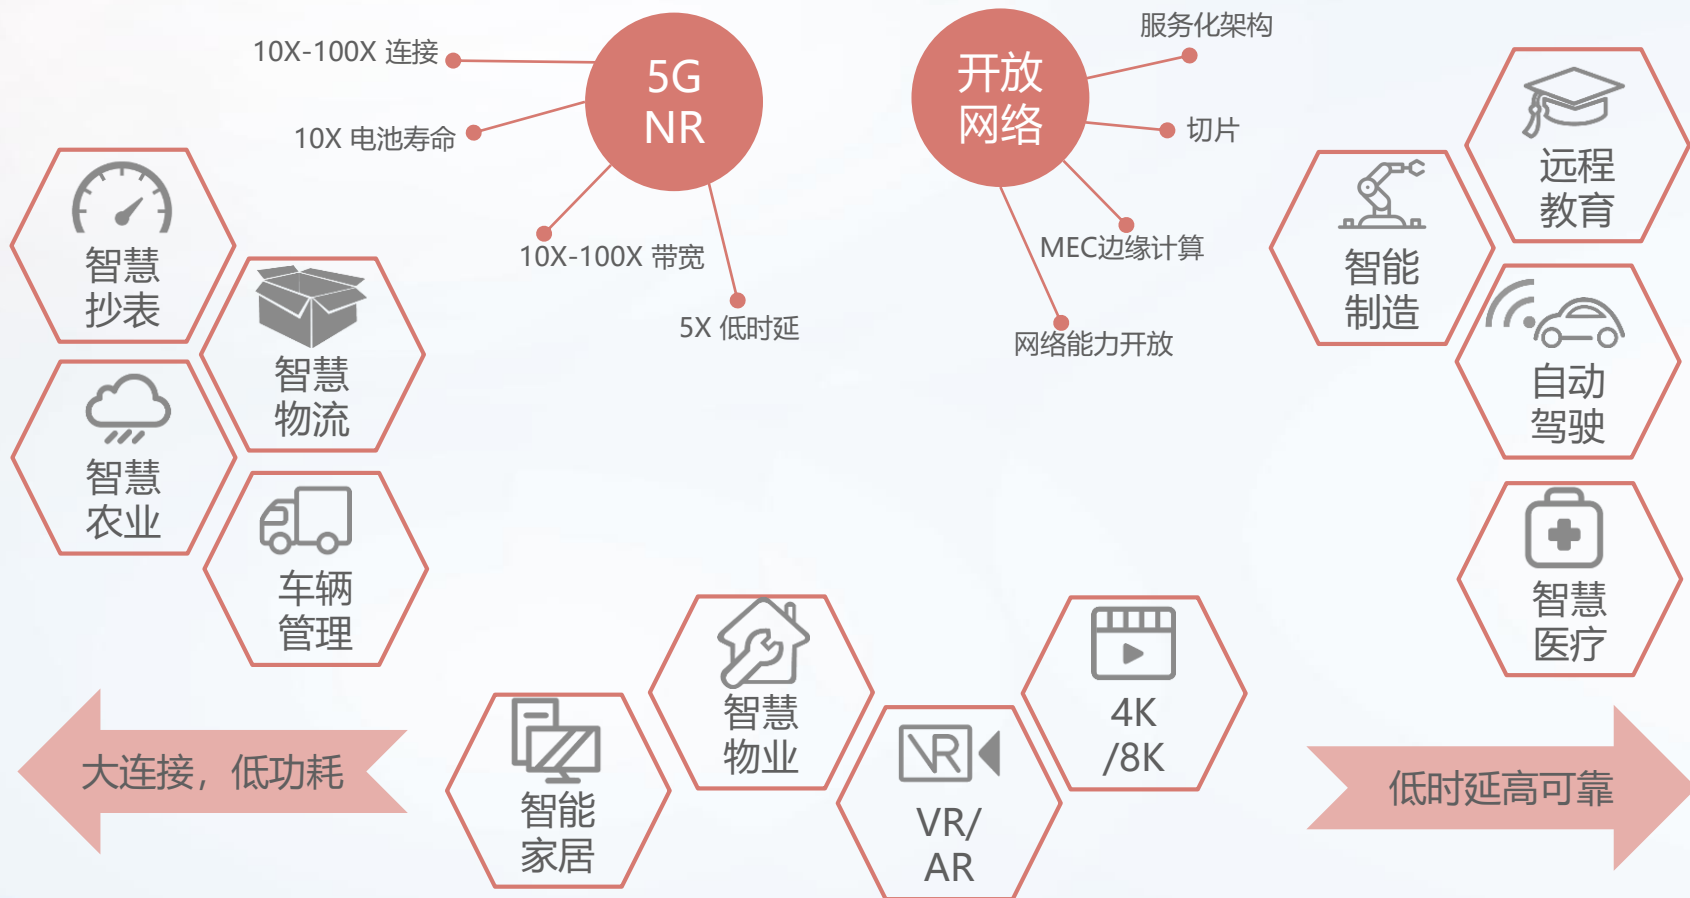 5G
NR
10X-100X 连接
10X 电池寿命
10X-100X 带宽
5X 低时延
开放
网络
服务化架构
切片
MEC边缘计算
网络能力开放
智慧
抄表
智慧
物流
智慧
农业
车辆
管理
大连接，低功耗
智能
家居
智慧
物业
VR
VR/
AR
4K
/8K
远程
教育
智能
制造
自动
驾驶
智慧
医疗
低时延高可靠